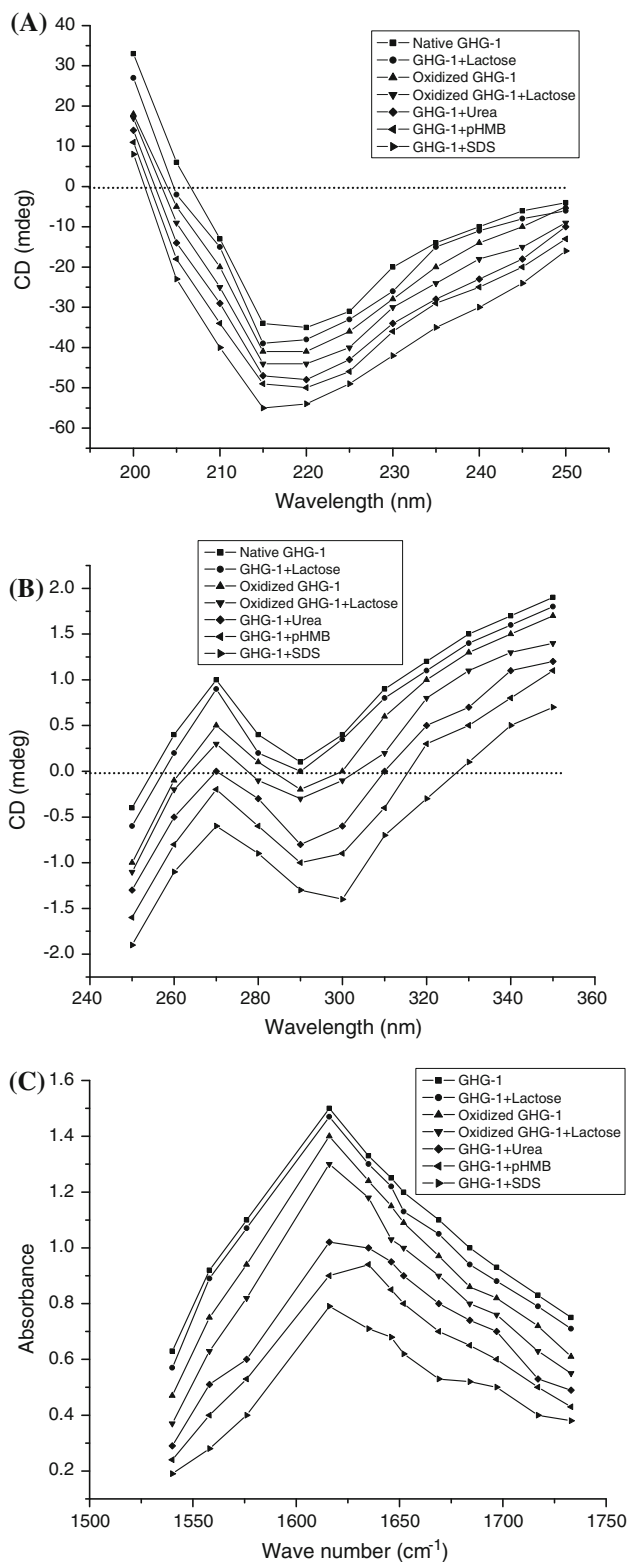 (A)
40
30
20
10
0
-10
-20
-30
-40
-50
-60
CD (mdeg)
Native GHG-1
GHG-1+Lactose
Oxidized GHG-1
Oxidized GHG-1+Lactose
GHG-1+Urea
GHG-1+pHMB
GHG-1+SDS
200 210 220 230 240 250
Wavelength (nm)
(B)
2.0
1.5
1.0
0.5
0.0
-0.5
-1.0
-1.5
-2.0
CD (mdeg)
Native GHG-1
GHG-1+Lactose
Oxidized GHG-1
Oxidized GHG-1+Lactose
GHG-1+Urea
GHG-1+pHMB
GHG-1+SDS
240 260 280 300 320 340 360
Wavelength (nm)
(C)
1.6
1.4
1.2
1.0
0.8
0.6
0.4
0.2
Absorbance
GHG-1
GHG-1+Lactose
Oxidized GHG-1
Oxidized GHG-1+Lactose
GHG-1+Urea
GHG-1+pHMB
GHG-1+SDS
1500 1550 1600 1650 1700 1750
Wave number (cm⁻¹)